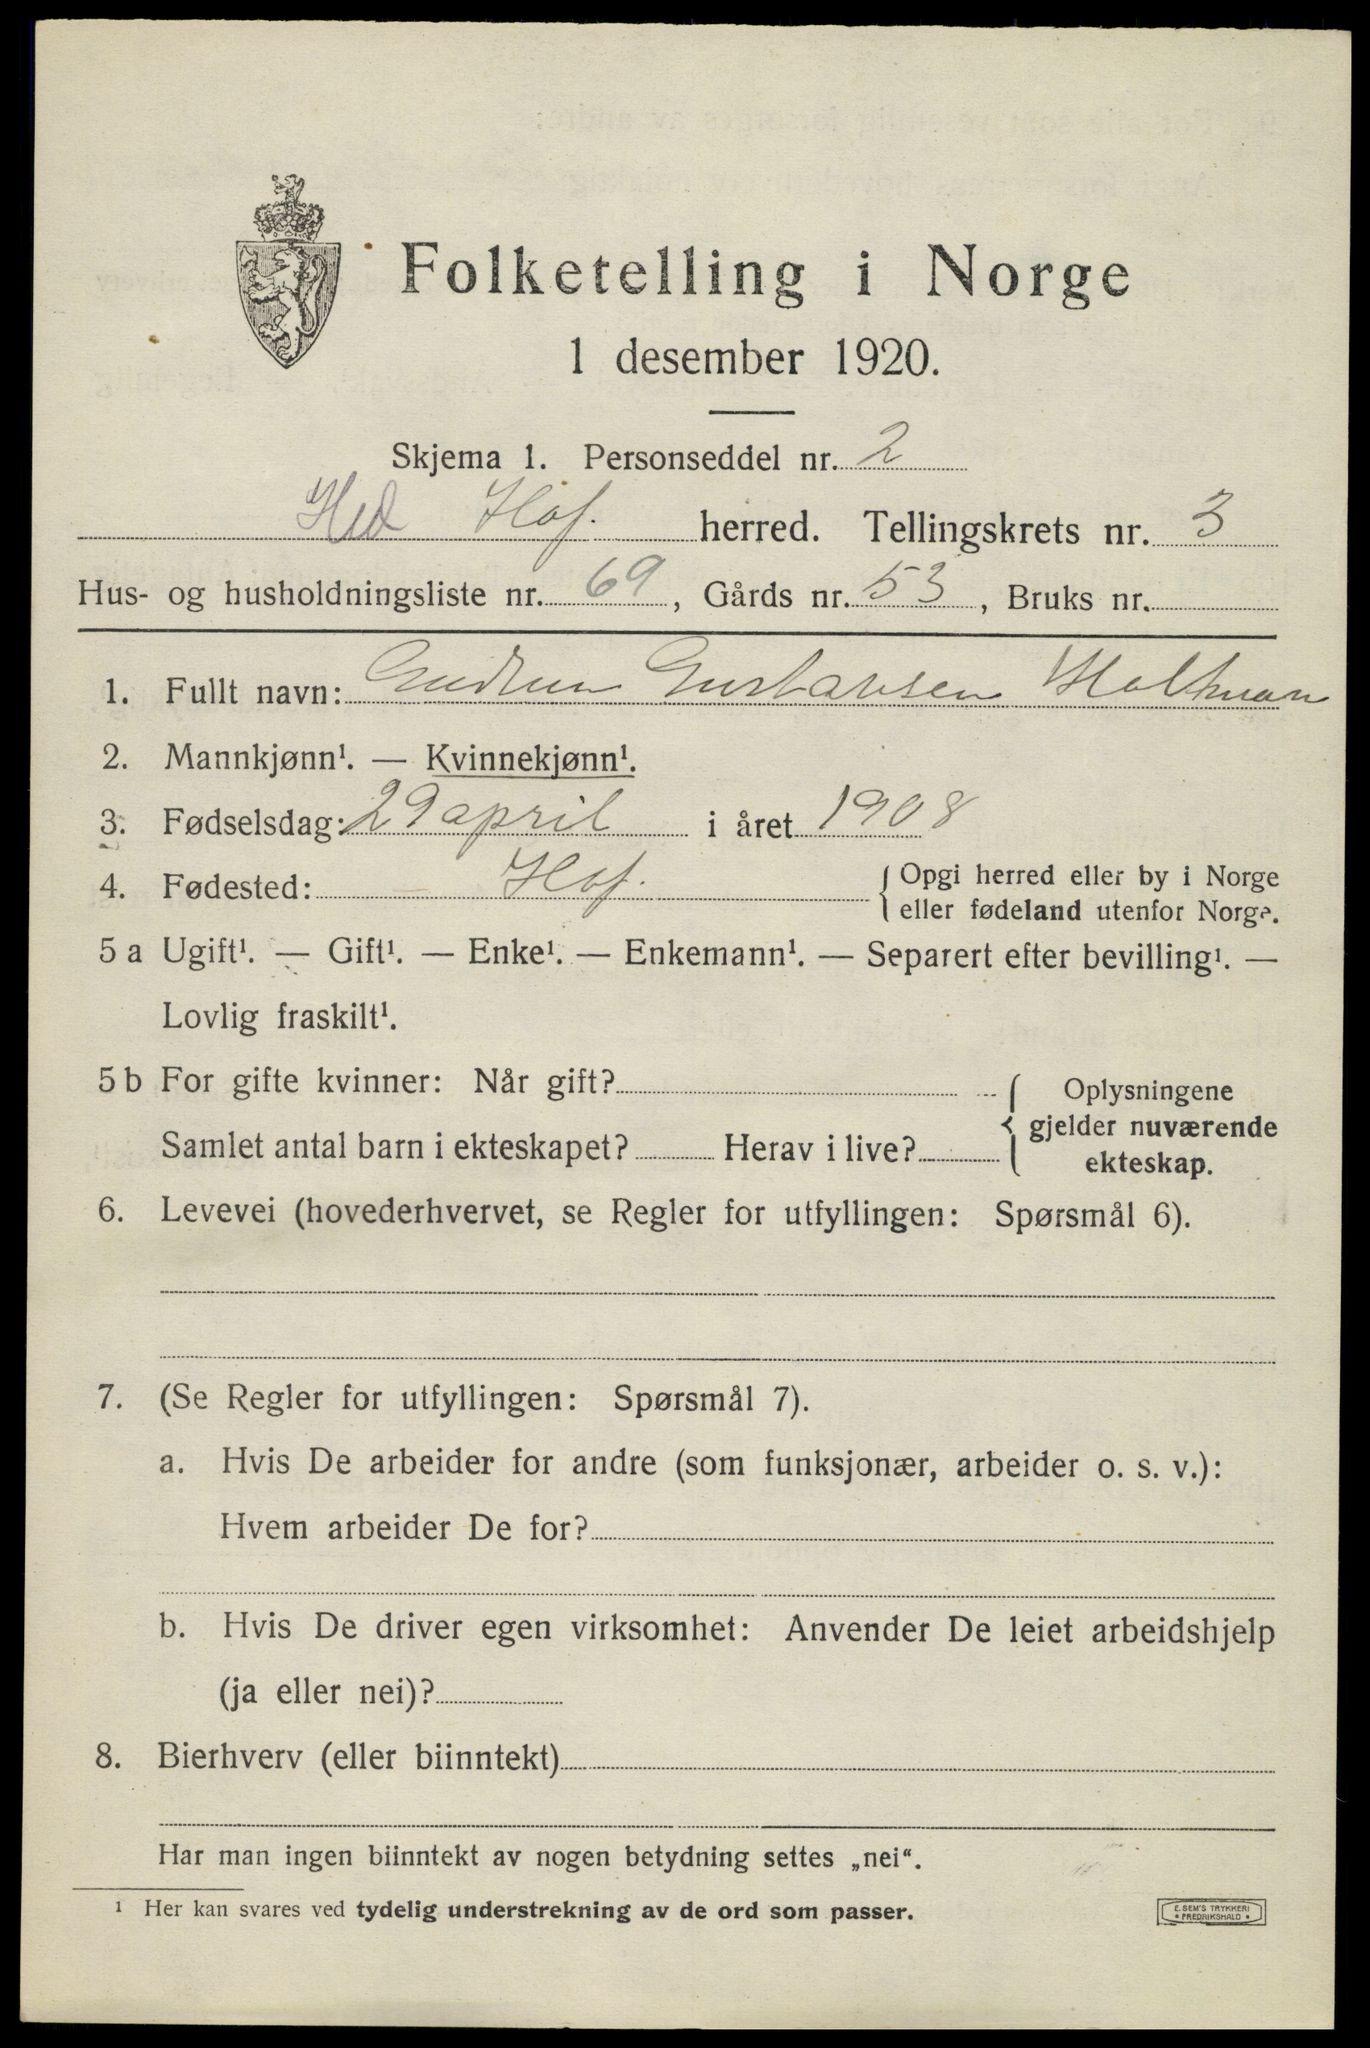 Folketelling i Norge
1 desember 1920.
Skjema 1. Personseddel nr. 2
Hed Hof. herred. Tellingskrets nr. 3
Hus- og husholdningsliste nr. 69, Gårds nr. 53, Bruks nr.
1. Fullt navn: Gudrun Gustavsen Holtmoen
2. Mannkjønn¹. — Kvinnekjønn¹.
3. Fødselsdag: 29 april i året 1908
4. Fødested: Hof. { Opgi herred eller by i Norge
eller fødeland utenfor Norge.
5 a Ugift¹. — Gift¹. — Enke¹. — Enkemann¹. — Separert efter bevilling¹. —
Lovlig fraskilt¹.
5 b For gifte kvinner: Når gift? { Oplysningene
gjelder nuværende
Samlet antal barn i ekteskapet? Herav i live? ekteskap.
6. Levevei (hovederhvervet, se Regler for utfyllingen: Spørsmål 6).
7. (Se Regler for utfyllingen: Spørsmål 7).
a. Hvis De arbeider for andre (som funksjonær, arbeider o. s. v.):
Hvem arbeider De for?
b. Hvis De driver egen virksomhet: Anvender De leiet arbeidshjelp
(ja eller nei)?
8. Bierhverv (eller biinntekt)
Har man ingen biinntekt av nogen betydning settes „nei“.
¹ Her kan svares ved tydelig understrekning av de ord som passer.
E. SEM'S TRYKKERI
• FREDRIKSHALD •